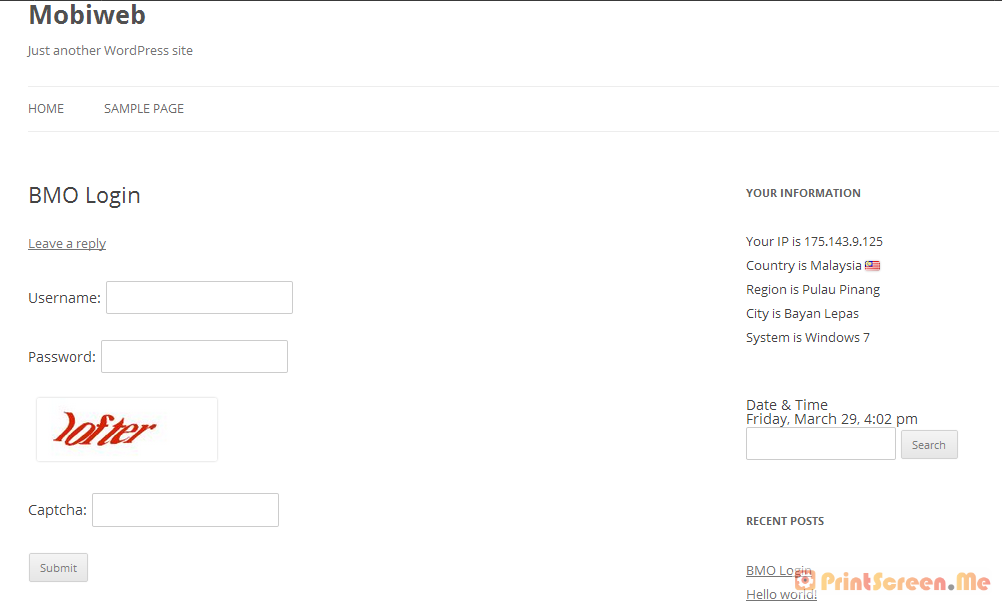 Mobiweb
Just another WordPress site
HOME
SAMPLE PAGE
BMO Login
Leave a reply
Username:
Password:
lofter
Captcha:
Submit
YOUR INFORMATION
Your IP is 175.143.9.125
Country is Malaysia
Region is Pulau Pinang
City is Bayan Lepas
System is Windows 7
Date & Time
Friday, March 29, 4:02 pm
Search
RECENT POSTS
BMO Login
Hello world!
PrintScreen.Me